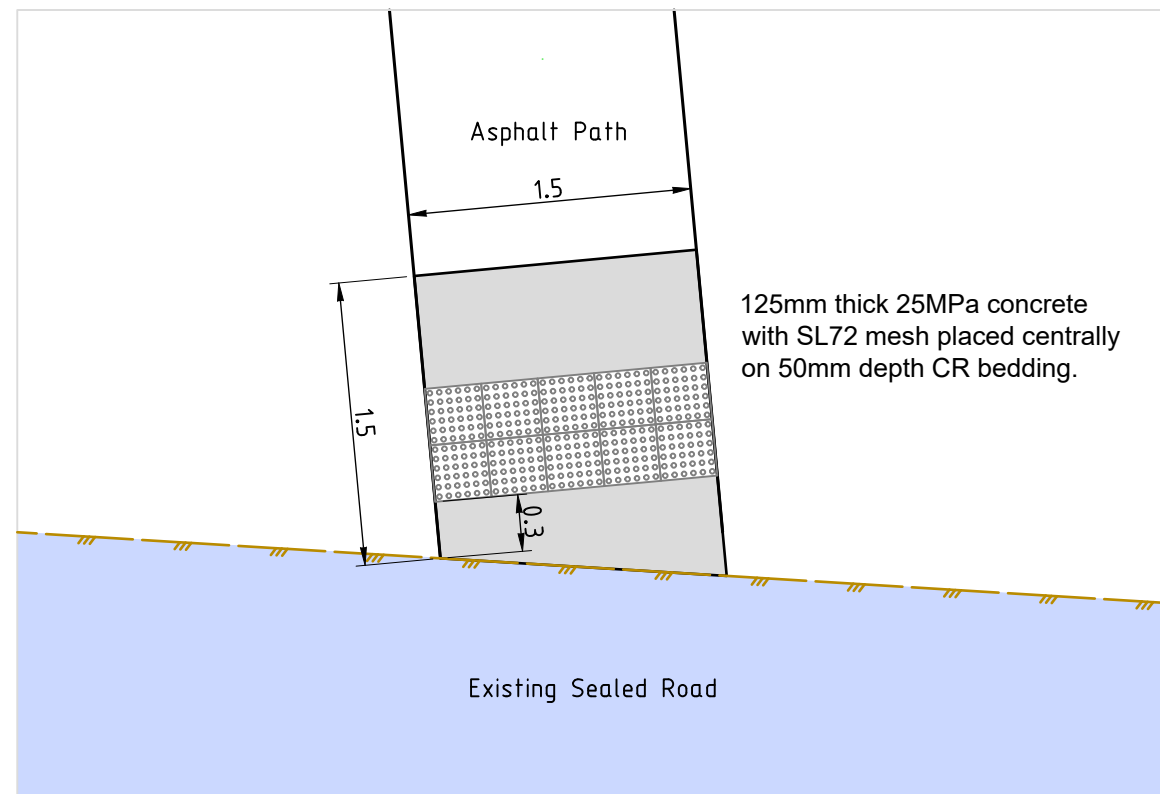 Asphalt Path
1.5
125mm thick 25MPa concrete
with SL72 mesh placed centrally
on 50mm depth CR bedding.
1.5
0.3
Existing Sealed Road